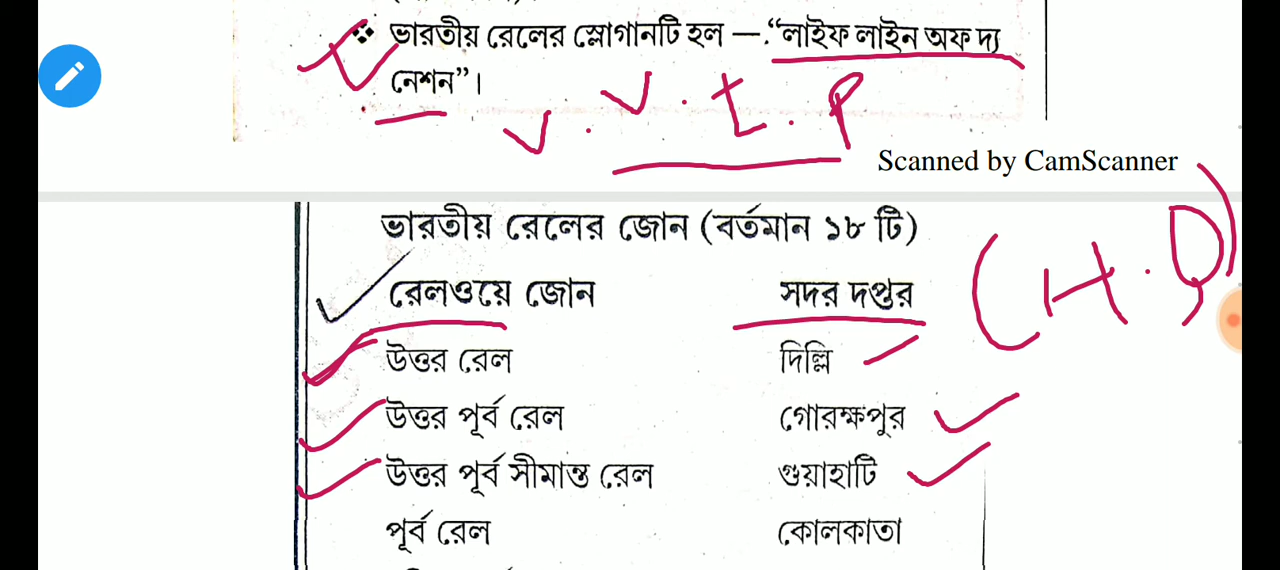 ❖ ভারতীয় রেলের স্লোগানটি হল — “লাইফ লাইন অফ দ্য
নেশন”।
V. V. I. P
Scanned by CamScanner
ভারতীয় রেলের জোন (বর্তমান ১৮ টি)
রেলওয়ে জোন সদর দপ্তর (H.Q)
উত্তর রেল দিল্লি
উত্তর পূর্ব রেল গোরক্ষপুর
উত্তর পূর্ব সীমান্ত রেল গুয়াহাটি
পূর্ব রেল কোলকাতা